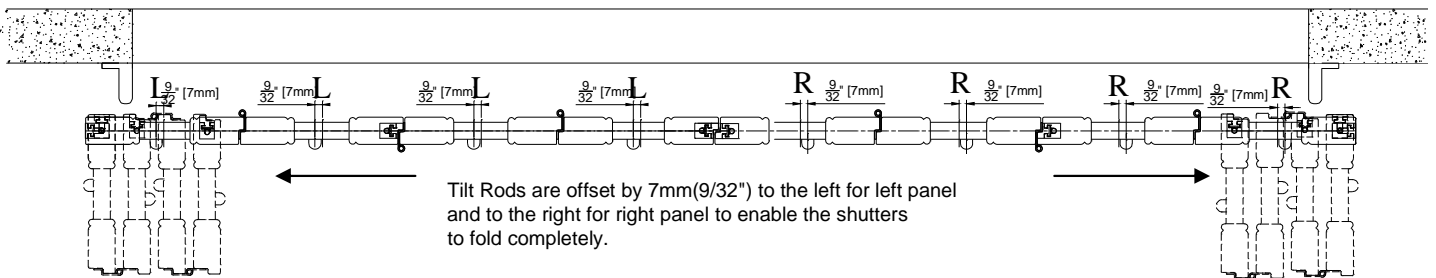 L 9/32" [7mm] 9/32" [7mm] L 9/32" [7mm] L 9/32" [7mm] L R 9/32" [7mm] R 9/32" [7mm] R 9/32" [7mm] 9/32" [7mm] R
Tilt Rods are offset by 7mm(9/32") to the left for left panel
and to the right for right panel to enable the shutters
to fold completely.